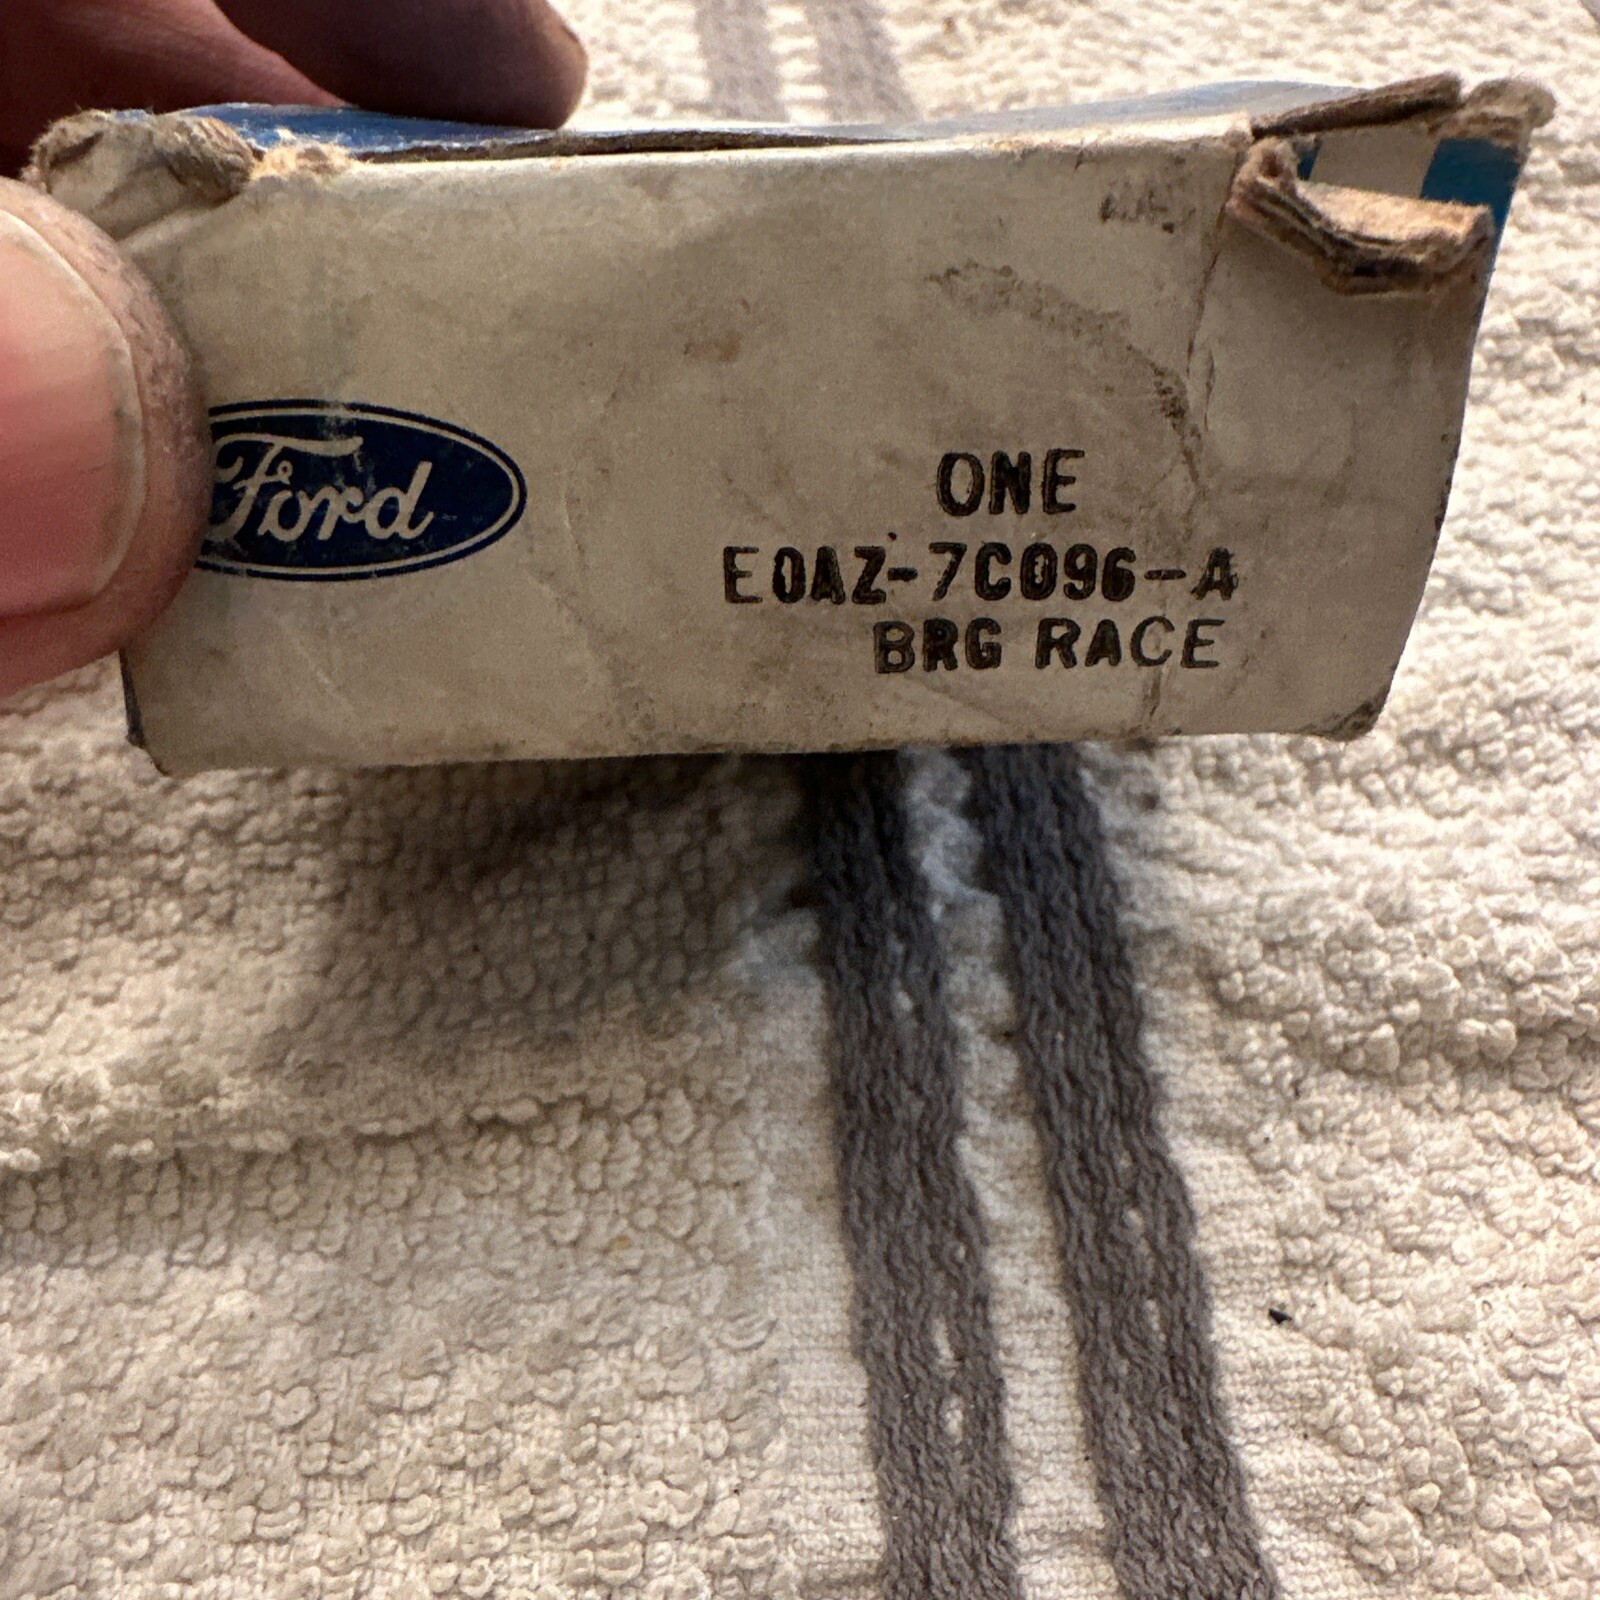 Ford
ONE
E0AZ-7C096-A
BRG RACE